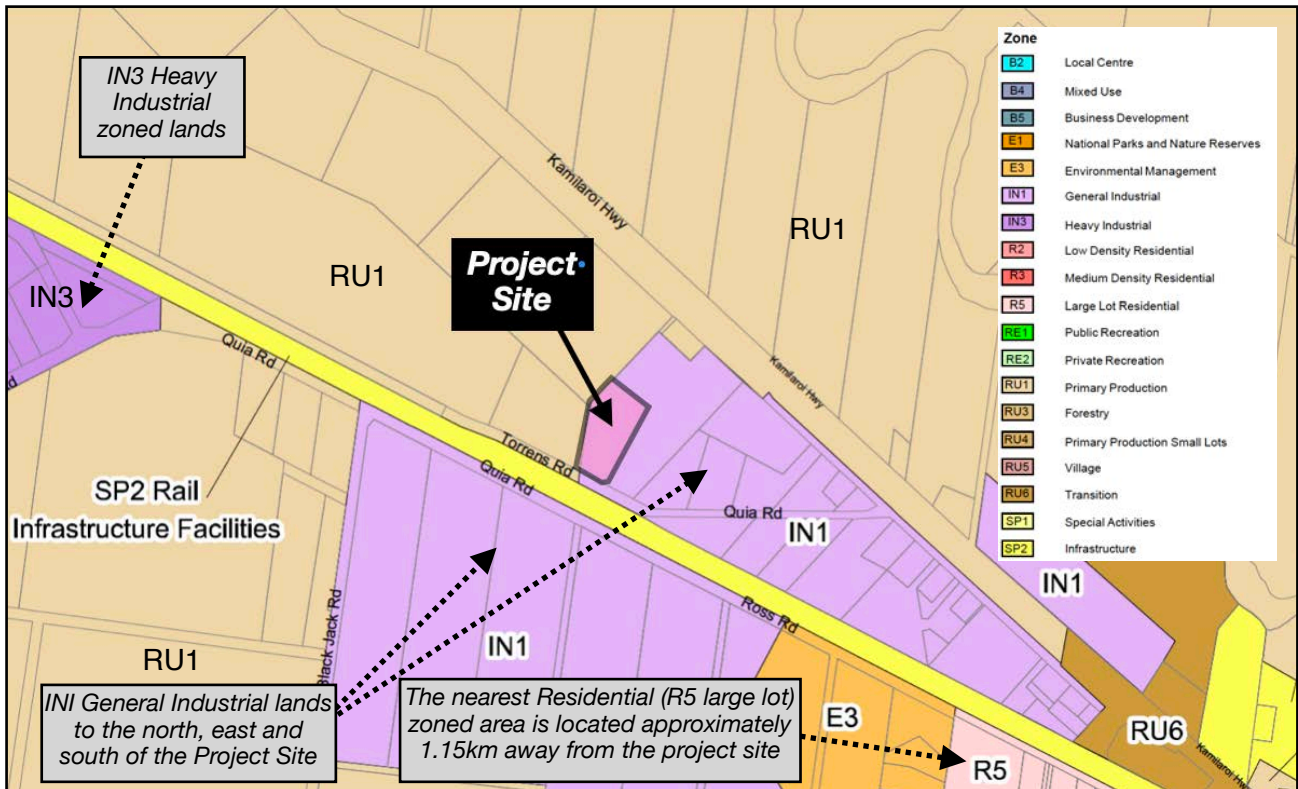 IN3 Heavy
Industrial
zoned lands
Kamilaroi Hwy
RU1
RU1
Project
Site
IN3
Quia Rd
Kamilaroi Hwy
Torrens Rd
Quia Rd
SP2 Rail
Infrastructure Facilities
Quia Rd
IN1
IN1
Ross Rd
Black Jack Rd
IN1
RU1
INI General Industrial lands
to the north, east and
south of the Project Site
The nearest Residential (R5 large lot)
zoned area is located approximately
1.15km away from the project site
E3
R5
RU6
Kamilaroi Hwy
Zone
B2 Local Centre
B4 Mixed Use
B5 Business Development
E1 National Parks and Nature Reserves
E3 Environmental Management
IN1 General Industrial
IN3 Heavy Industrial
R2 Low Density Residential
R3 Medium Density Residential
R5 Large Lot Residential
RE1 Public Recreation
RE2 Private Recreation
RU1 Primary Production
RU3 Forestry
RU4 Primary Production Small Lots
RU5 Village
RU6 Transition
SP1 Special Activities
SP2 Infrastructure